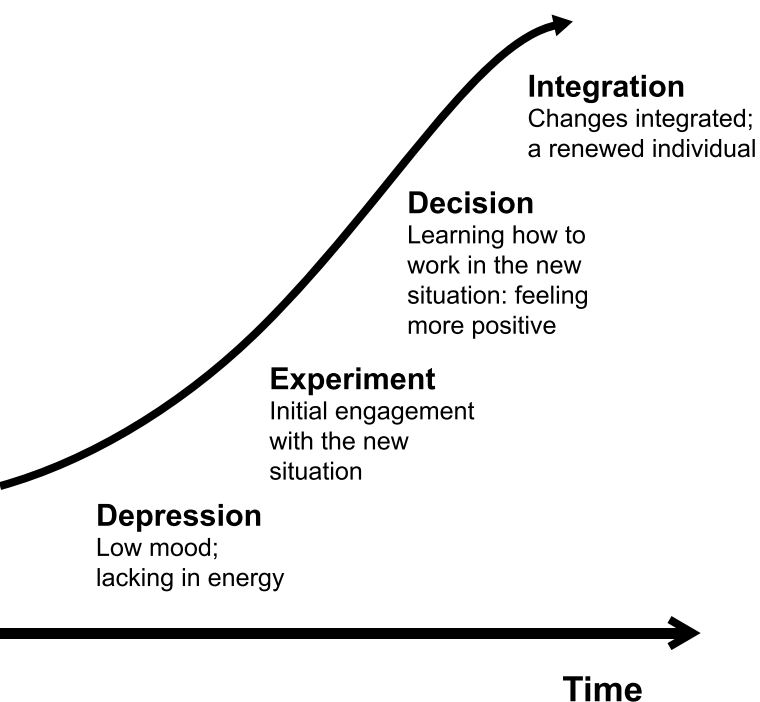 Integration
Changes integrated;
a renewed individual
Decision
Learning how to
work in the new
situation: feeling
more positive
Experiment
Initial engagement
with the new
situation
Depression
Low mood;
lacking in energy
Time